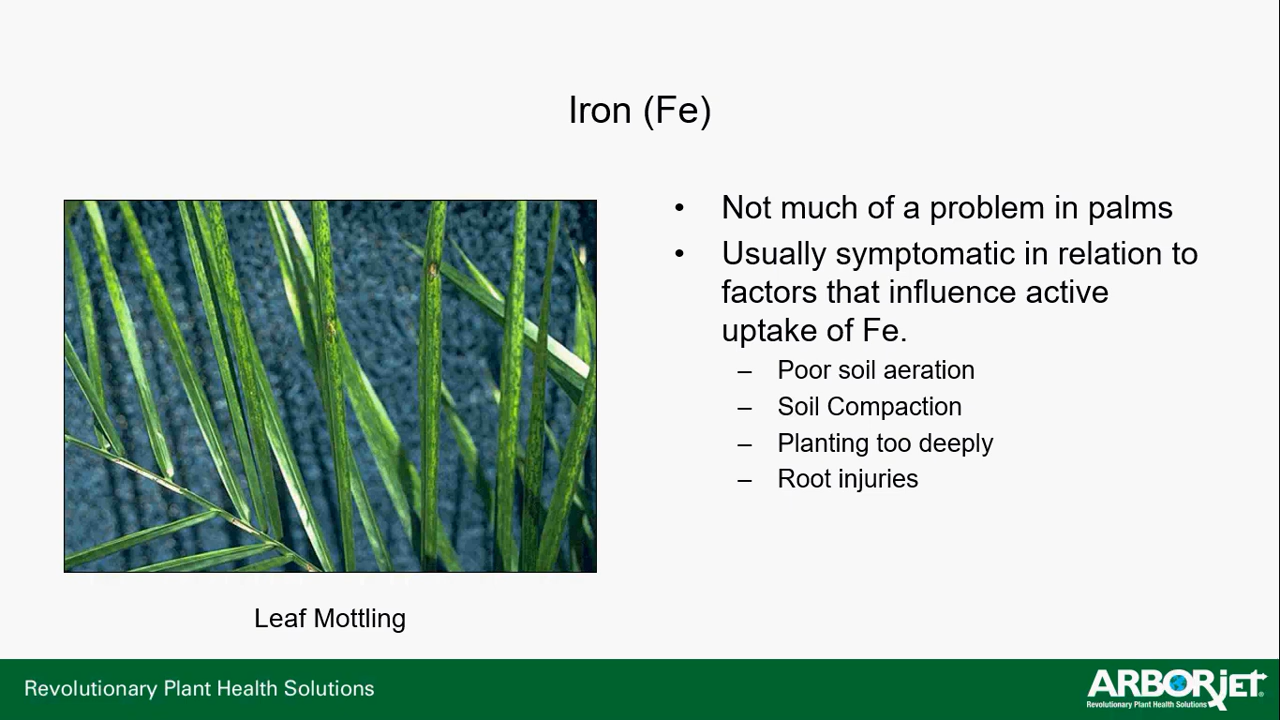 Iron (Fe)
• Not much of a problem in palms
• Usually symptomatic in relation to
factors that influence active
uptake of Fe.
– Poor soil aeration
– Soil Compaction
– Planting too deeply
– Root injuries
Leaf Mottling
Revolutionary Plant Health Solutions
ARBORjet®
Revolutionary Plant Health Solutions